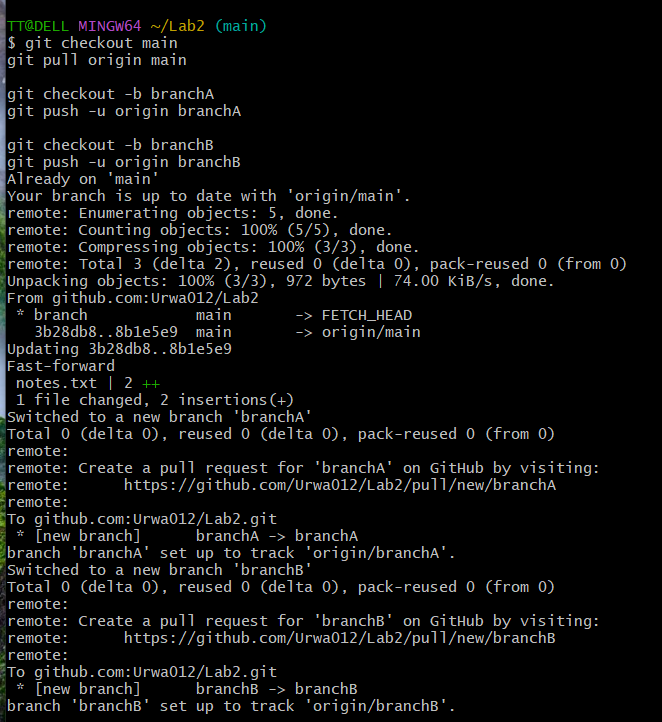 TT@DELL MINGW64 ~/Lab2 (main)
$ git checkout main
git pull origin main
git checkout -b branchA
git push -u origin branchA
git checkout -b branchB
git push -u origin branchB
Already on 'main'
Your branch is up to date with 'origin/main'.
remote: Enumerating objects: 5, done.
remote: Counting objects: 100% (5/5), done.
remote: Compressing objects: 100% (3/3), done.
remote: Total 3 (delta 2), reused 0 (delta 0), pack-reused 0 (from 0)
Unpacking objects: 100% (3/3), 972 bytes | 74.00 KiB/s, done.
From github.com:Urwa012/Lab2
 * branch            main       -> FETCH_HEAD
   3b28db8..8b1e5e9  main       -> origin/main
Updating 3b28db8..8b1e5e9
Fast-forward
 notes.txt | 2 ++
 1 file changed, 2 insertions(+)
Switched to a new branch 'branchA'
Total 0 (delta 0), reused 0 (delta 0), pack-reused 0 (from 0)
remote:
remote: Create a pull request for 'branchA' on GitHub by visiting:
remote:      https://github.com/Urwa012/Lab2/pull/new/branchA
remote:
To github.com:Urwa012/Lab2.git
 * [new branch]      branchA -> branchA
branch 'branchA' set up to track 'origin/branchA'.
Switched to a new branch 'branchB'
Total 0 (delta 0), reused 0 (delta 0), pack-reused 0 (from 0)
remote:
remote: Create a pull request for 'branchB' on GitHub by visiting:
remote:      https://github.com/Urwa012/Lab2/pull/new/branchB
remote:
To github.com:Urwa012/Lab2.git
 * [new branch]      branchB -> branchB
branch 'branchB' set up to track 'origin/branchB'.